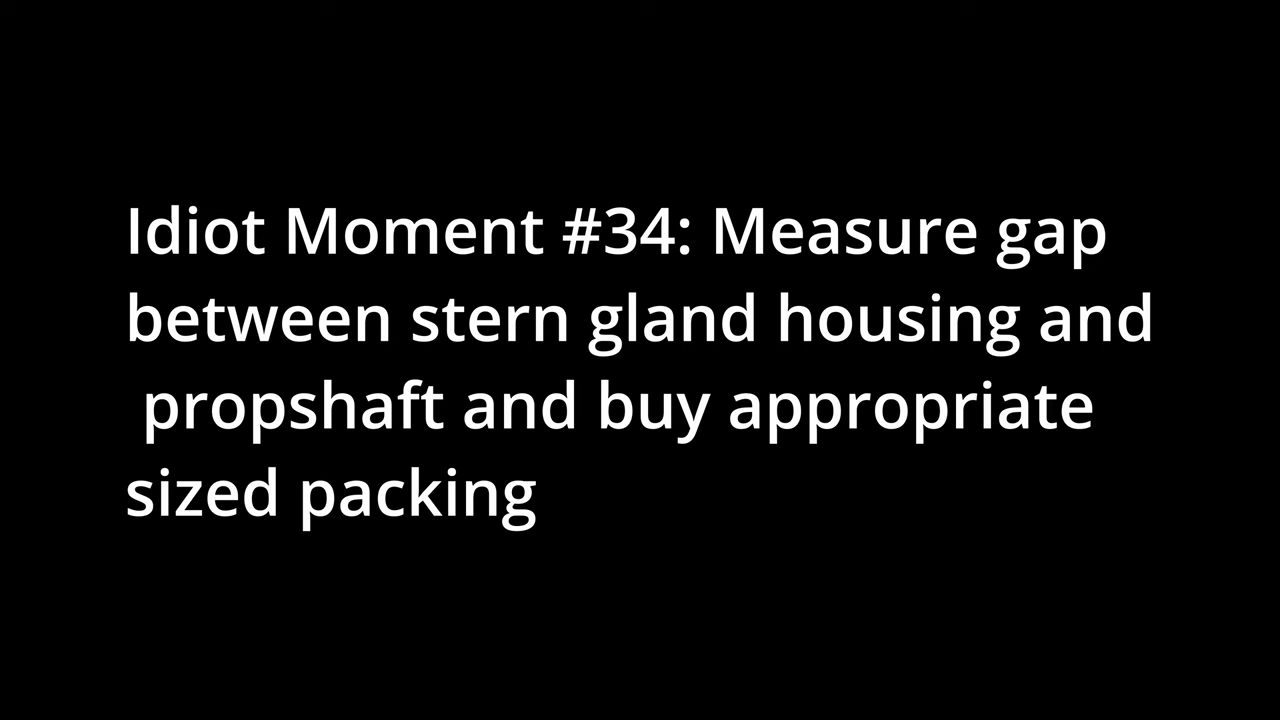 Idiot Moment #34: Measure gap
between stern gland housing and
propshaft and buy appropriate
sized packing